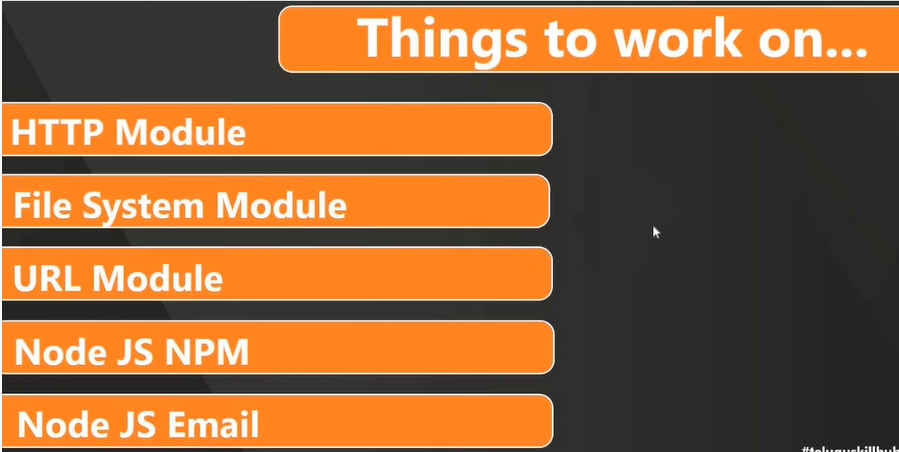 Things to work on...
HTTP Module
File System Module
URL Module
Node JS NPM
Node JS Email